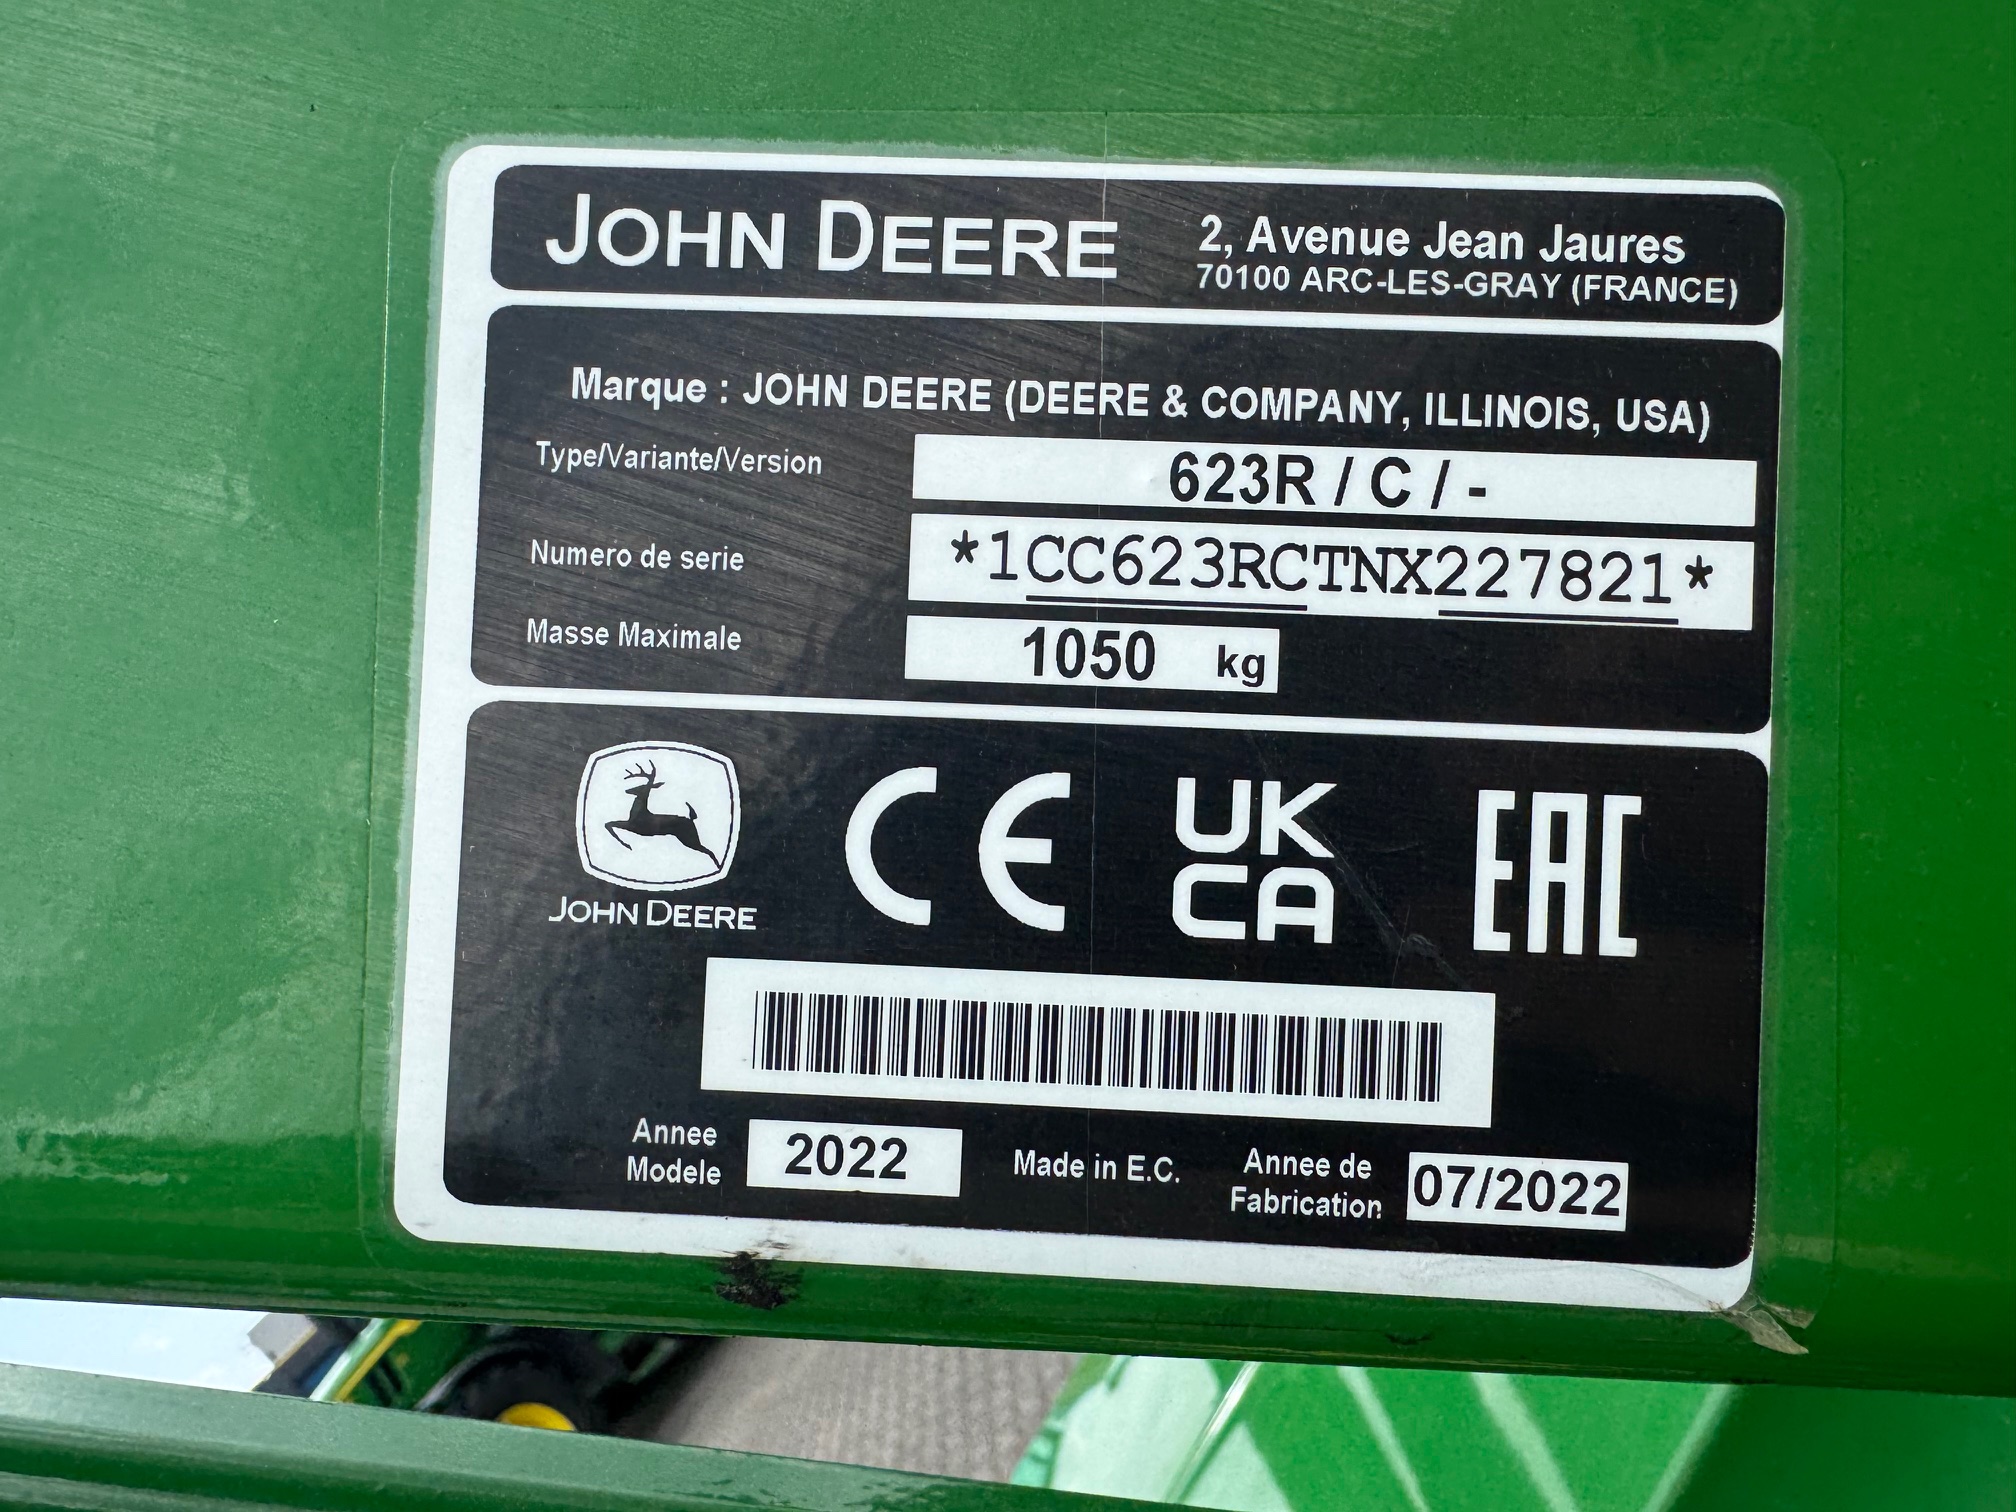 JOHN DEERE
2, Avenue Jean Jaures
70100 ARC-LES-GRAY (FRANCE)
Marque : JOHN DEERE (DEERE & COMPANY, ILLINOIS, USA)
Type/Variante/Version 623R / C / -
Numero de serie *1CC623RCTNX227821*
Masse Maximale 1050 kg
JOHN DEERE
CE
UK
CA
EAC
Annee
Modele
2022
Made in E.C.
Annee de
Fabrication
07/2022